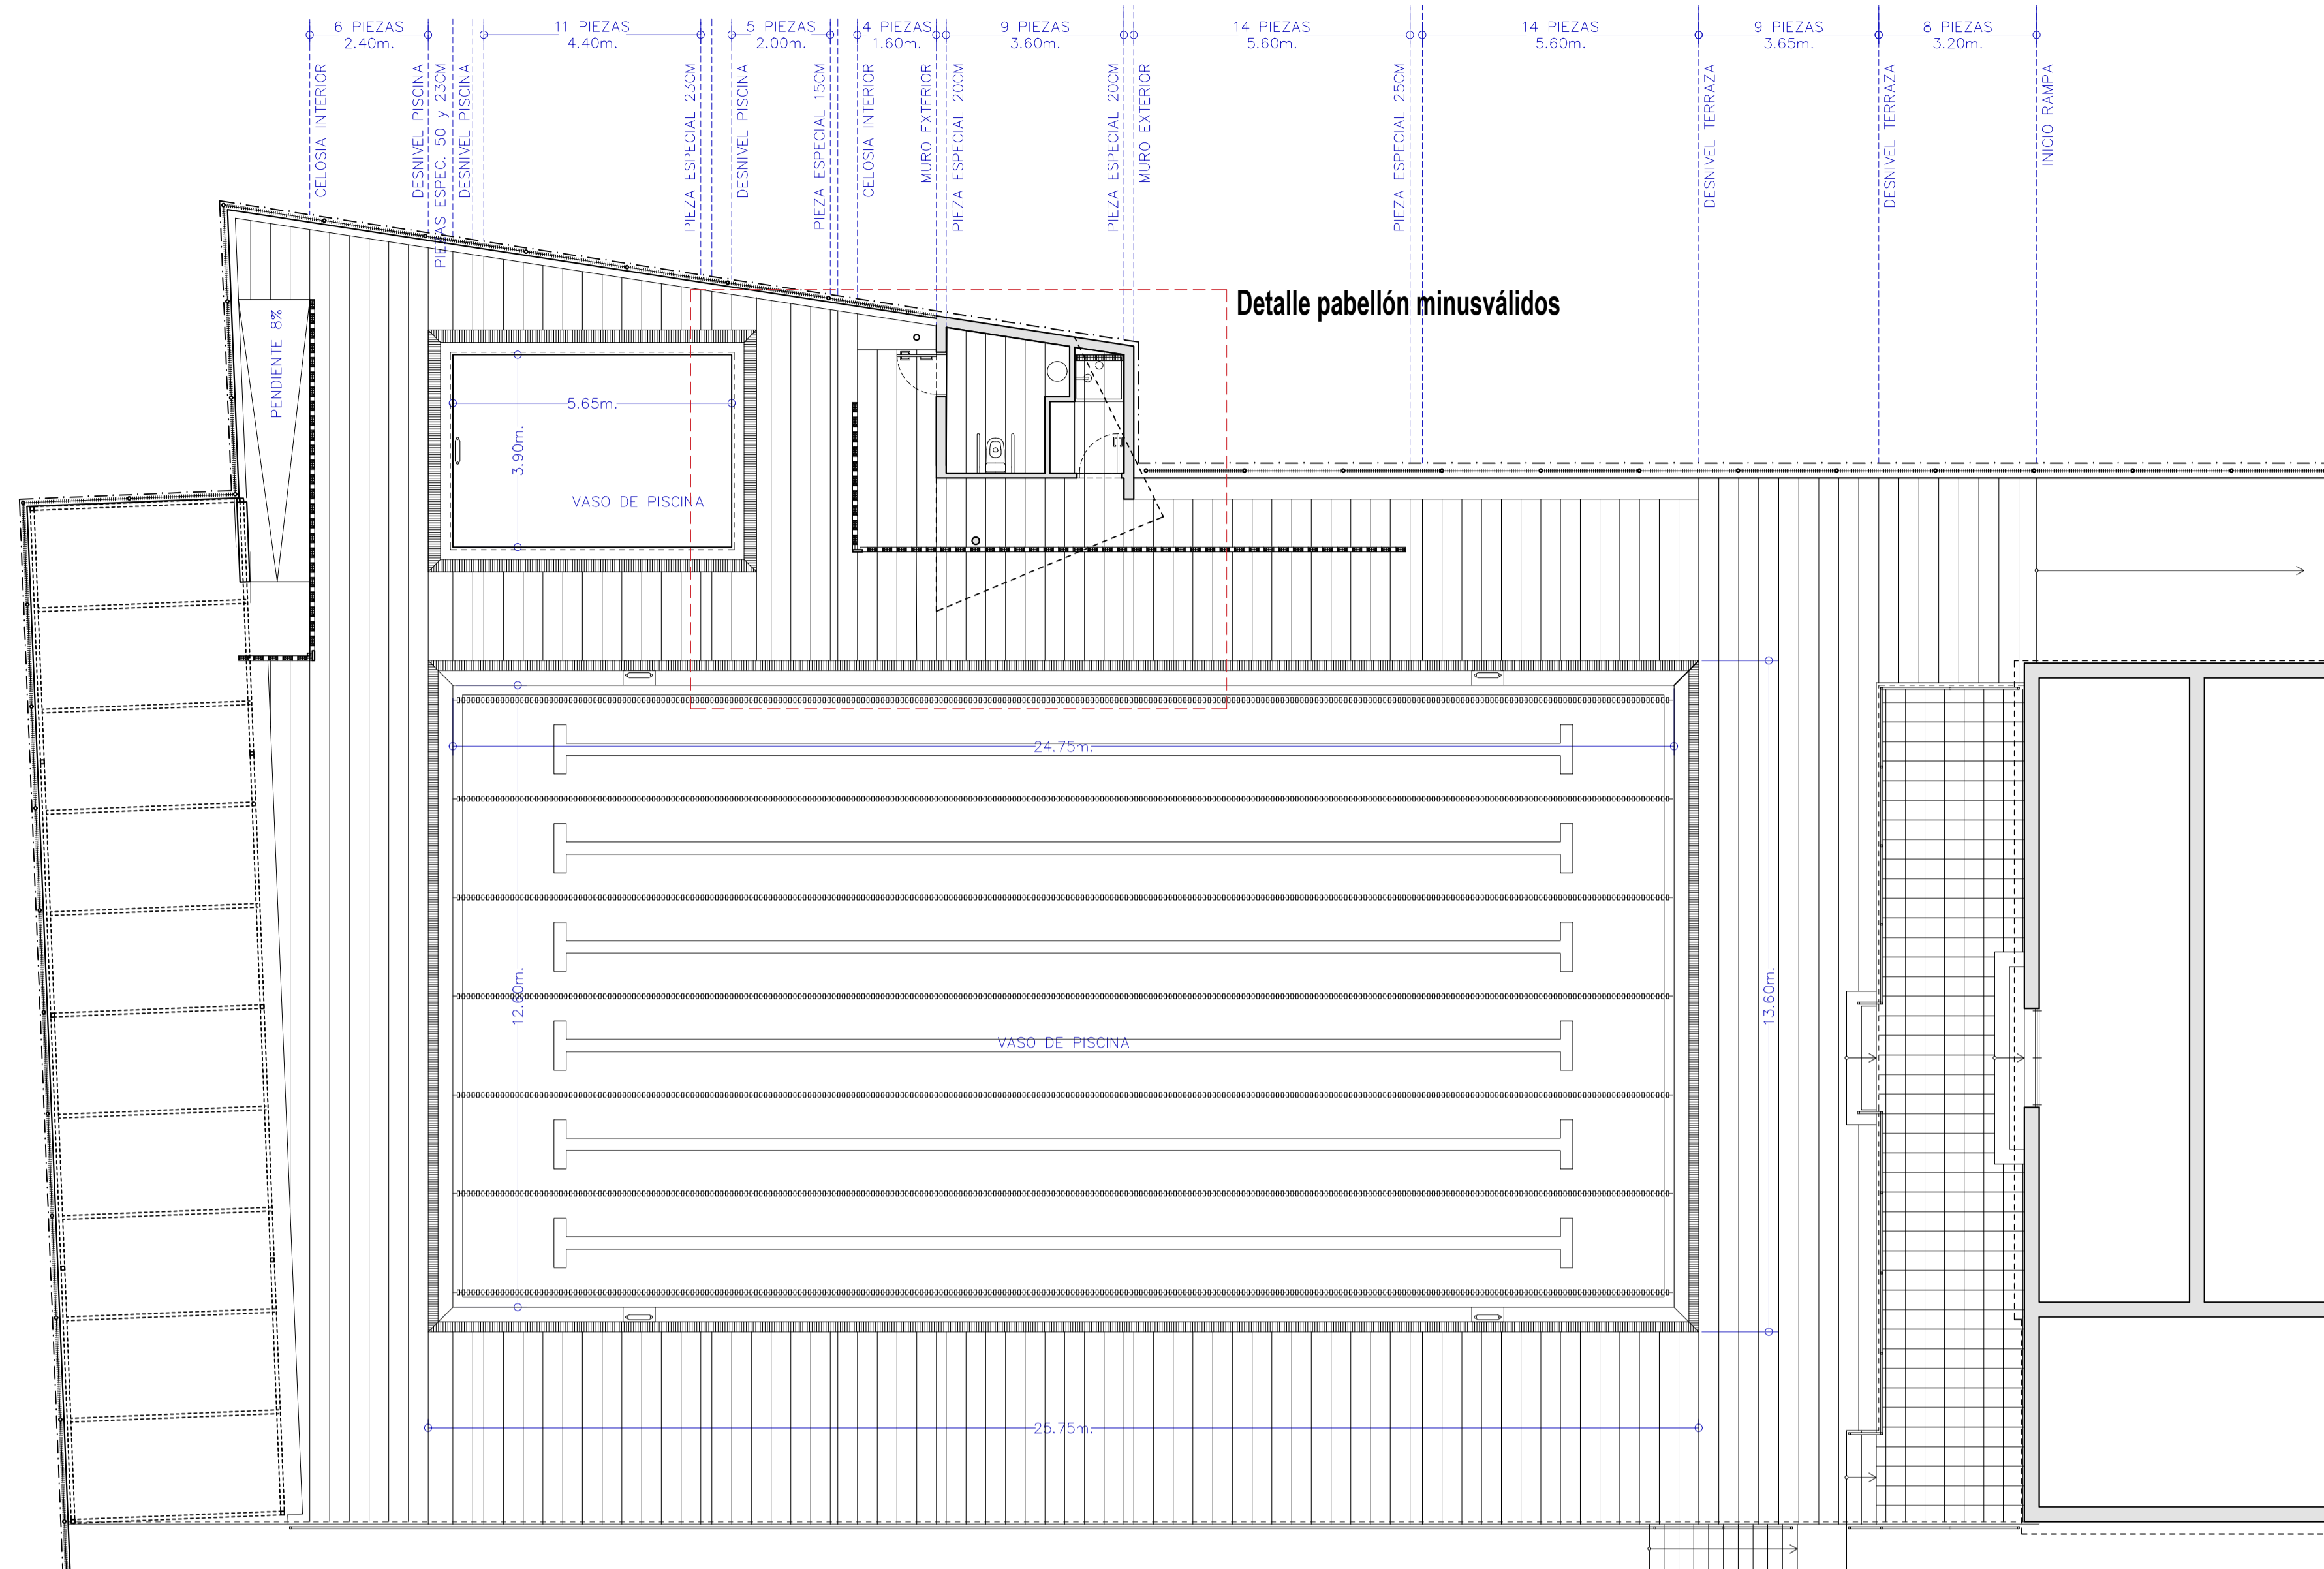 6 PIEZAS
2.40m.
11 PIEZAS
4.40m.
5 PIEZAS
2.00m.
4 PIEZAS
1.60m.
9 PIEZAS
3.60m.
14 PIEZAS
5.60m.
14 PIEZAS
5.60m.
9 PIEZAS
3.65m.
8 PIEZAS
3.20m.
CELOSIA INTERIOR
DESNIVEL PISCINA
PIEZAS ESPEC. 50 y 23CM
DESNIVEL PISCINA
PIEZA ESPECIAL 23CM
DESNIVEL PISCINA
PIEZA ESPECIAL 15CM
CELOSIA INTERIOR
MURO EXTERIOR
PIEZA ESPECIAL 20CM
PIEZA ESPECIAL 20CM
MURO EXTERIOR
PIEZA ESPECIAL 25CM
DESNIVEL TERRAZA
DESNIVEL TERRAZA
INICIO RAMPA
Detalle pabellón minusválidos
PENDIENTE 8%
5.65m.
3.90m.
VASO DE PISCINA
24.75m.
12.60m.
13.60m.
VASO DE PISCINA
25.75m.